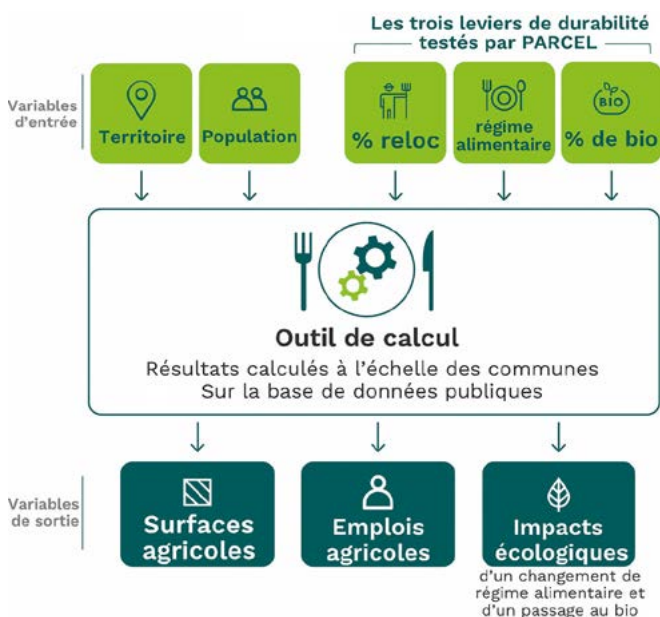 Les trois leviers de durabilité
testés par PARCEL
Variables
d'entrée
Territoire
Population
% reloc
régime
alimentaire
BIO
% de bio
Outil de calcul
Résultats calculés à l'échelle des communes
Sur la base de données publiques
Variables
de sortie
Surfaces
agricoles
Emplois
agricoles
Impacts
écologiques
d'un changement de
régime alimentaire et
d'un passage au bio